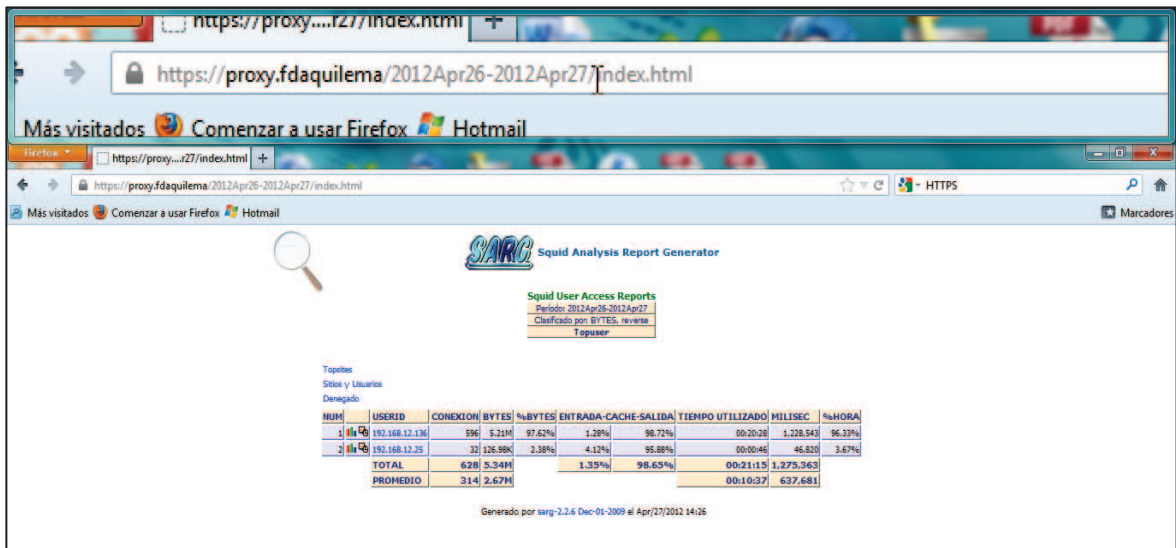 https://proxy....r27/index.html +
https://proxy.fdaquilema/2012Apr26-2012Apr27/index.html
Más visitados Comenzar a usar Firefox Hotmail
Firefox https://proxy....r27/index.html +
https://proxy.fdaquilema/2012Apr26-2012Apr27/index.html HTTPS
Más visitados Comenzar a usar Firefox Hotmail Marcadores
SARG Squid Analysis Report Generator
Squid User Access Reports
Período: 2012Apr26-2012Apr27
Clasificado por: BYTES, reverse
Topuser
Topsites
Sitios y Usuarios
Denegado
NUM USERID CONEXION BYTES %BYTES ENTRADA-CACHE-SALIDA TIEMPO UTILIZADO MILISEC %HORA
1 192.168.12.136 596 5.21M 97.62% 1.28% 98.72% 00:20:28 1,228,543 96.33%
2 192.168.12.25 32 126.98K 2.38% 4.12% 95.88% 00:00:46 46,820 3.67%
TOTAL 628 5.34M 1.35% 98.65% 00:21:15 1,275,363
PROMEDIO 314 2.67M 00:10:37 637,681
Generado por sarg-2.2.6 Dec-01-2009 el Apr/27/2012 14:26